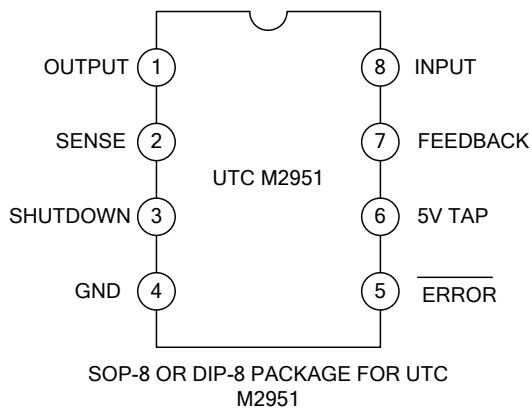 OUTPUT 1 8 INPUT
SENSE 2 7 FEEDBACK
UTC M2951
SHUTDOWN 3 6 5V TAP
GND 4 5 ERROR
SOP-8 OR DIP-8 PACKAGE FOR UTC
M2951